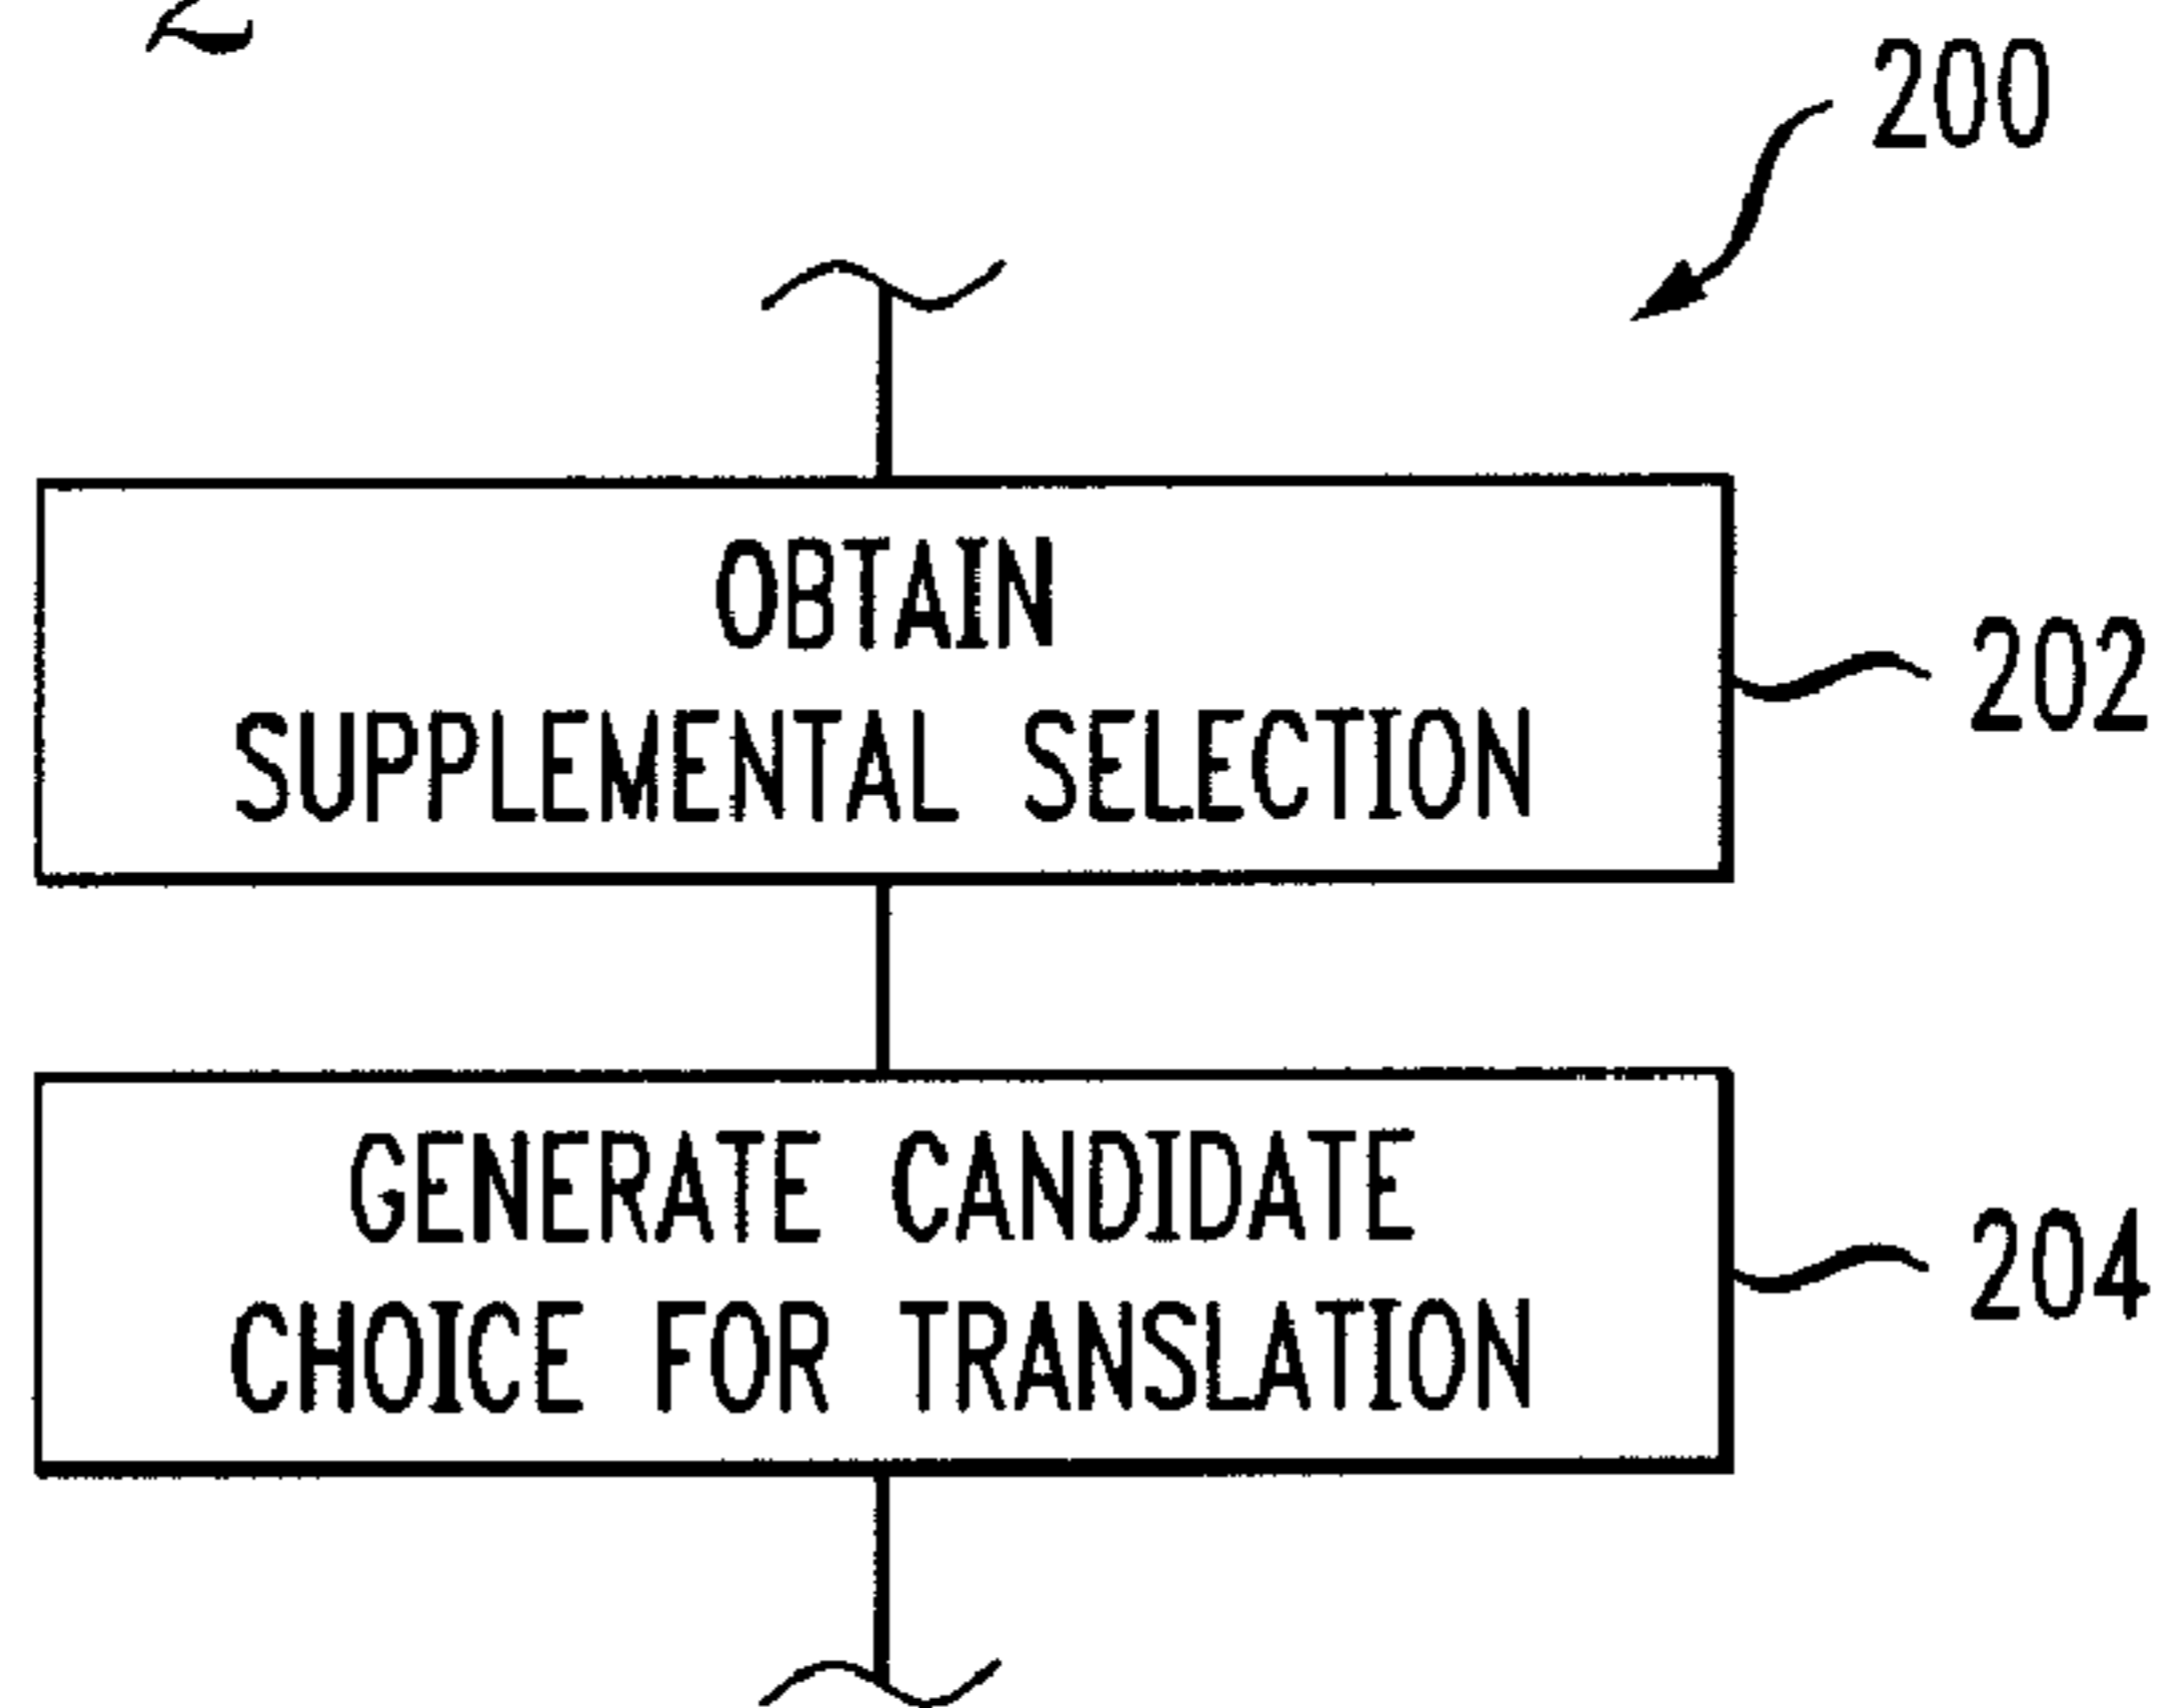 200
OBTAIN
SUPPLEMENTAL SELECTION
202
GENERATE CANDIDATE
CHOICE FOR TRANSLATION
204